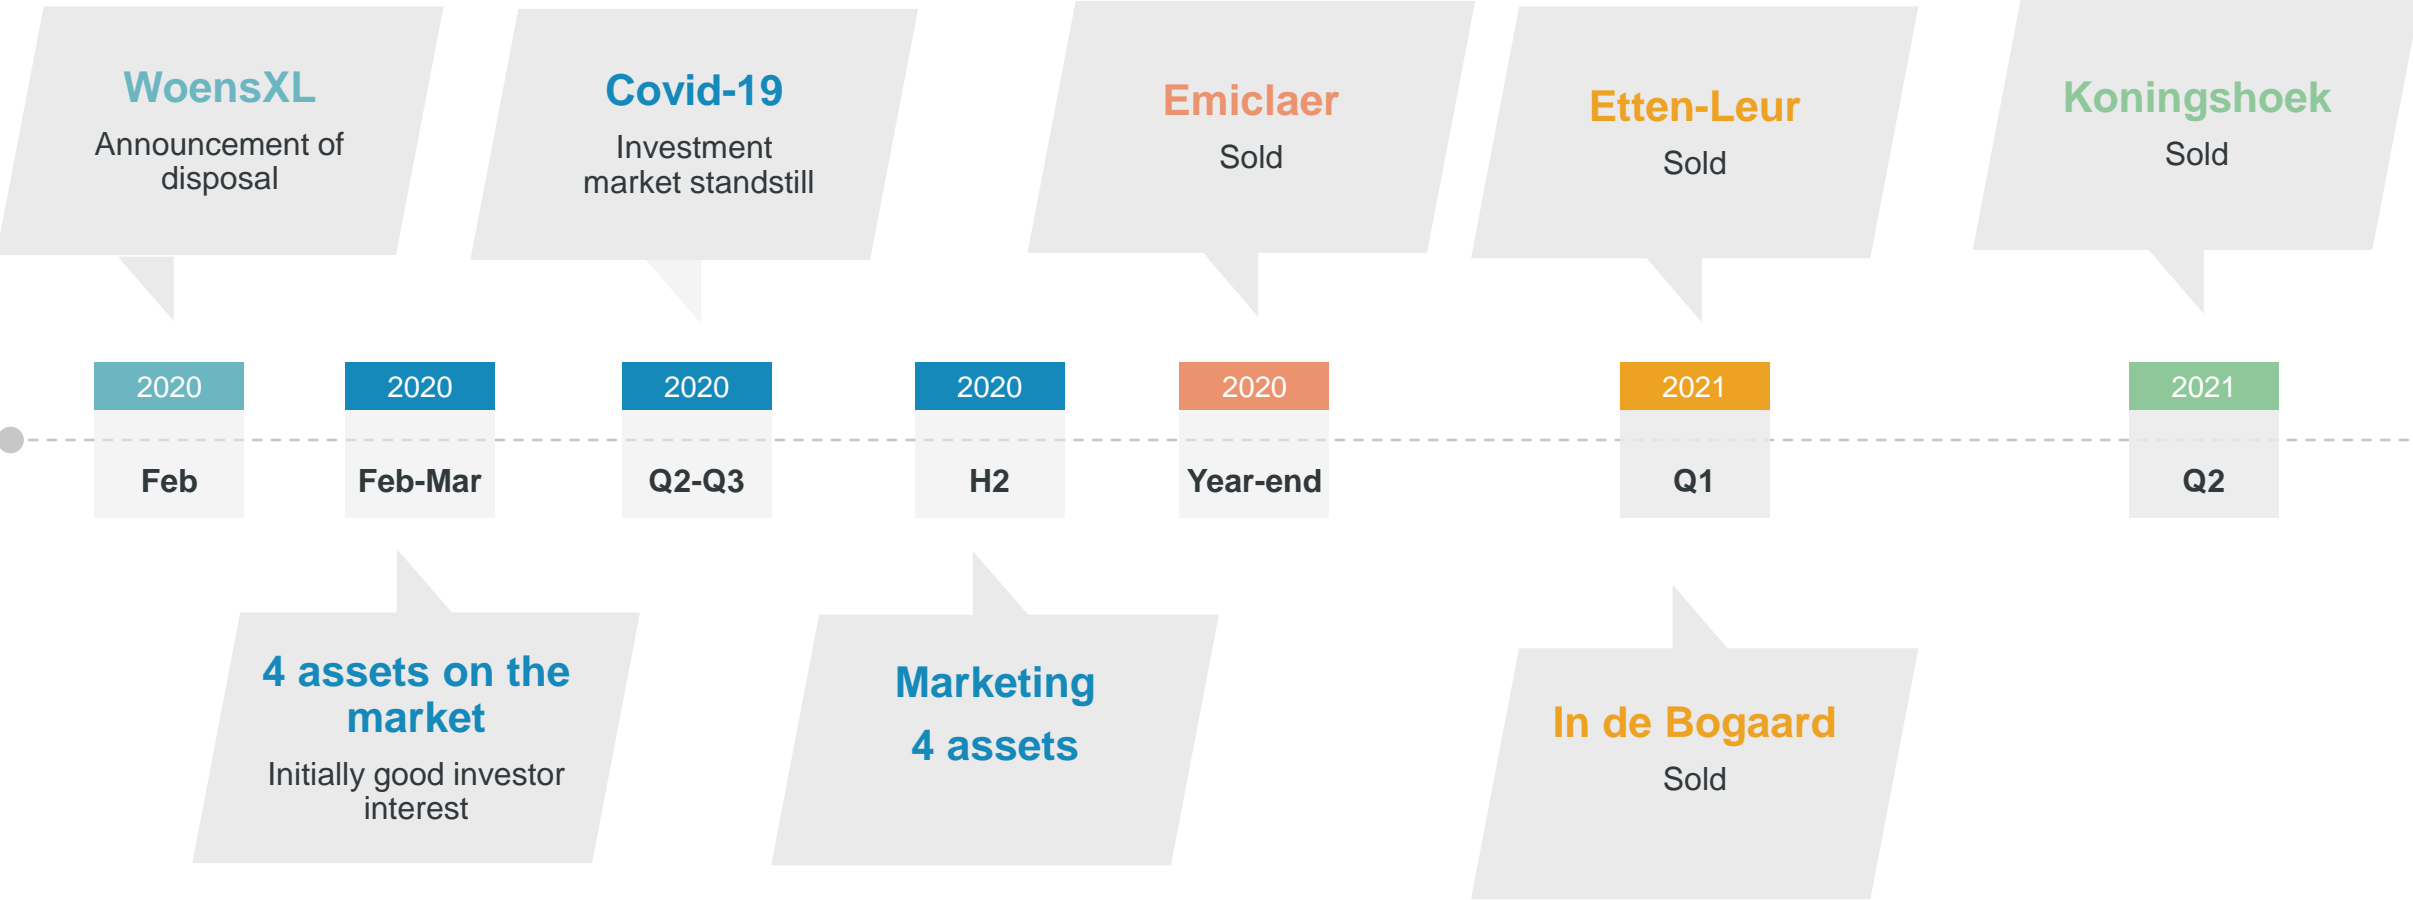 WoensXL
Announcement of
disposal
Covid-19
Investment
market standstill
Emiclaer
Sold
Etten-Leur
Sold
Koningshoek
Sold
2020
Feb
2020
Feb-Mar
2020
Q2-Q3
2020
H2
2020
Year-end
2021
Q1
2021
Q2
4 assets on the
market
Initially good investor
interest
Marketing
4 assets
In de Bogaard
Sold